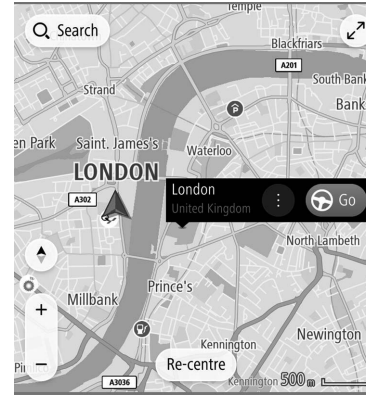 Temple
Search
Blackfriars
A201
South Bank
Strand
Bank
P
en Park
Saint. James's
Waterloo
LONDON
London
United Kingdom
Go
A302
North Lambeth
Prince's
Millbank
Newington
Kennington
Re-centre
Kennington
500 m
A3036